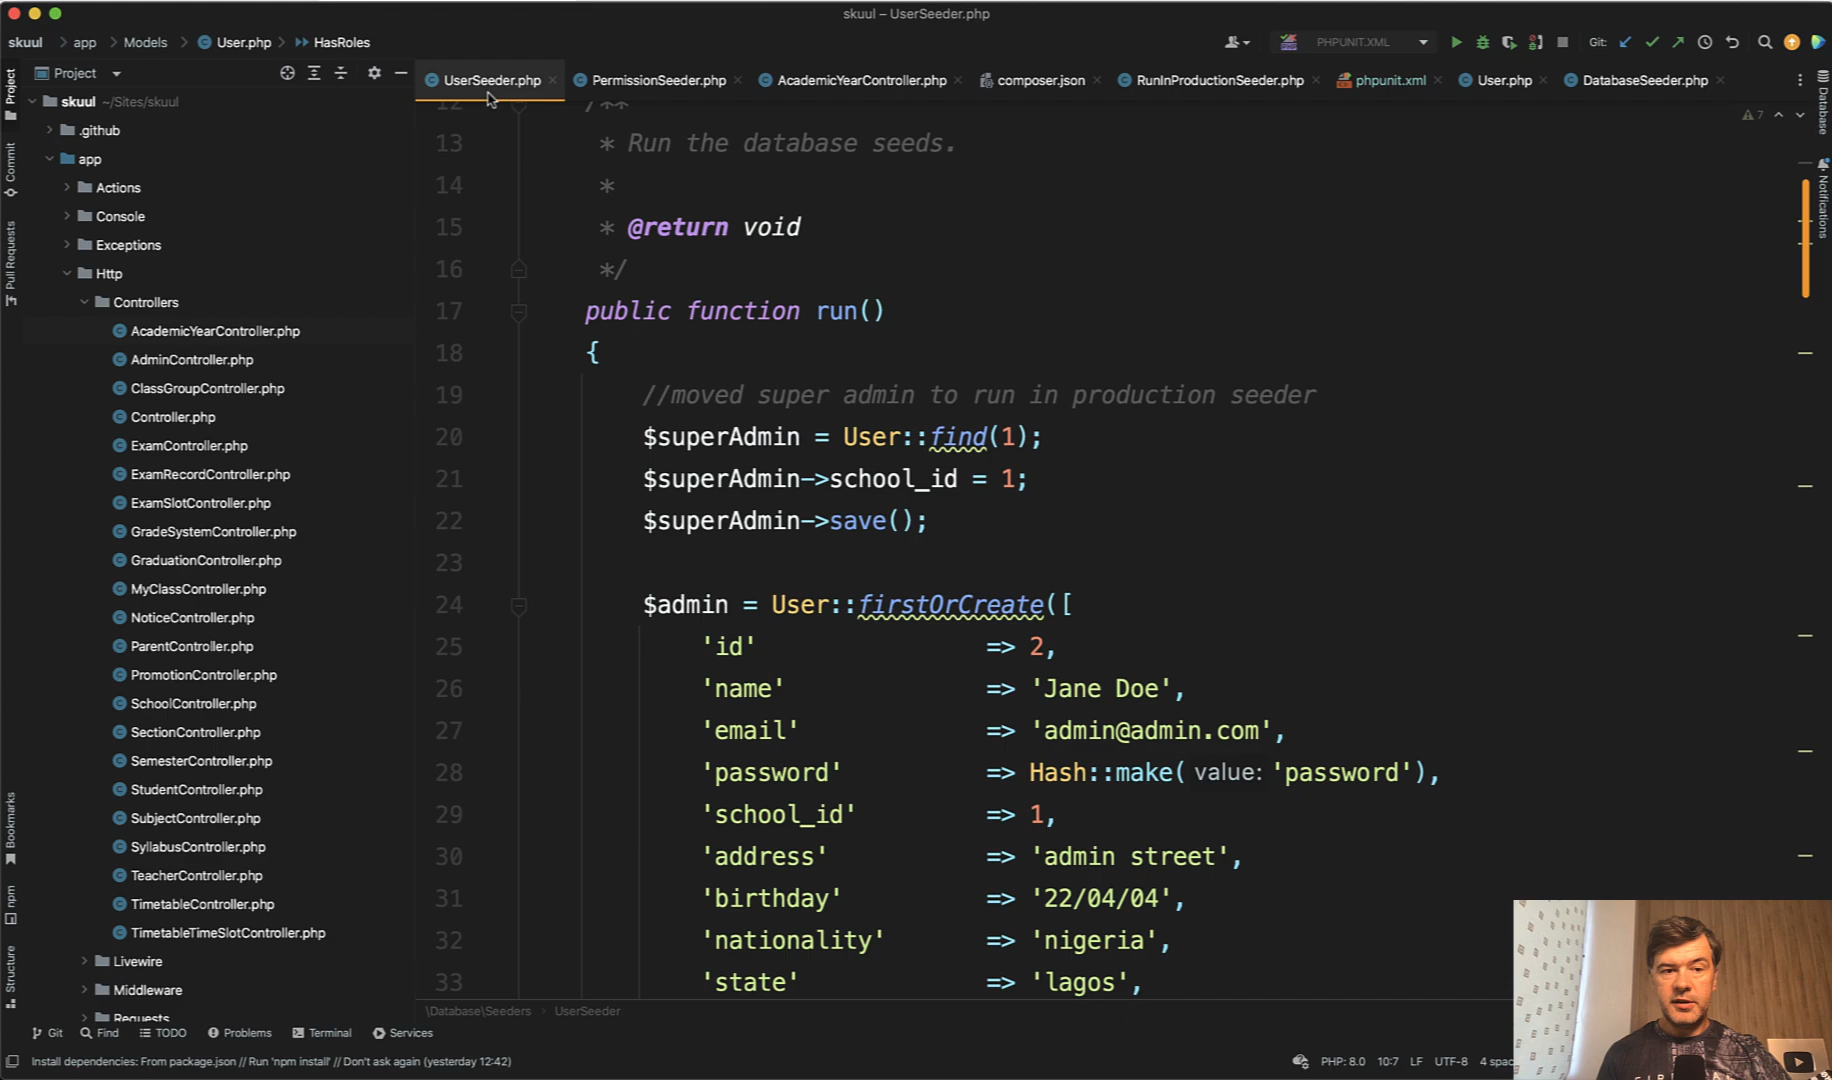 skuul – UserSeeder.php
skuul
app
Models
User.php
HasRoles
PHPUNIT.XML
Git:
Project
UserSeeder.php
PermissionSeeder.php
AcademicYearController.php
composer.json
RunInProductionSeeder.php
phpunit.xml
User.php
DatabaseSeeder.php
Project
Commit
Pull Requests
Bookmarks
npm
Structure
Database
Notifications
7
skuul ~/Sites/skuul
.github
app
Actions
Console
Exceptions
Http
Controllers
AcademicYearController.php
AdminController.php
ClassGroupController.php
Controller.php
ExamController.php
ExamRecordController.php
ExamSlotController.php
GradeSystemController.php
GraduationController.php
MyClassController.php
NoticeController.php
ParentController.php
PromotionController.php
SchoolController.php
SectionController.php
SemesterController.php
StudentController.php
SubjectController.php
SyllabusController.php
TeacherController.php
TimetableController.php
TimetableTimeSlotController.php
Livewire
Middleware
Requests
12 /**
13 * Run the database seeds.
14 *
15 * @return void
16 */
17 public function run()
18 {
19 //moved super admin to run in production seeder
20 $superAdmin = User::find(1);
21 $superAdmin->school_id = 1;
22 $superAdmin->save();
23
24 $admin = User::firstOrCreate([
25 'id' => 2,
26 'name' => 'Jane Doe',
27 'email' => 'admin@admin.com',
28 'password' => Hash::make( value: 'password'),
29 'school_id' => 1,
30 'address' => 'admin street',
31 'birthday' => '22/04/04',
32 'nationality' => 'nigeria',
33 'state' => 'lagos',
\Database\Seeders
UserSeeder
Git
Find
TODO
Problems
Terminal
Services
Install dependencies: From package.json // Run 'npm install' // Don't ask again (yesterday 12:42)
PHP: 8.0
10:7
LF
UTF-8
4 spac